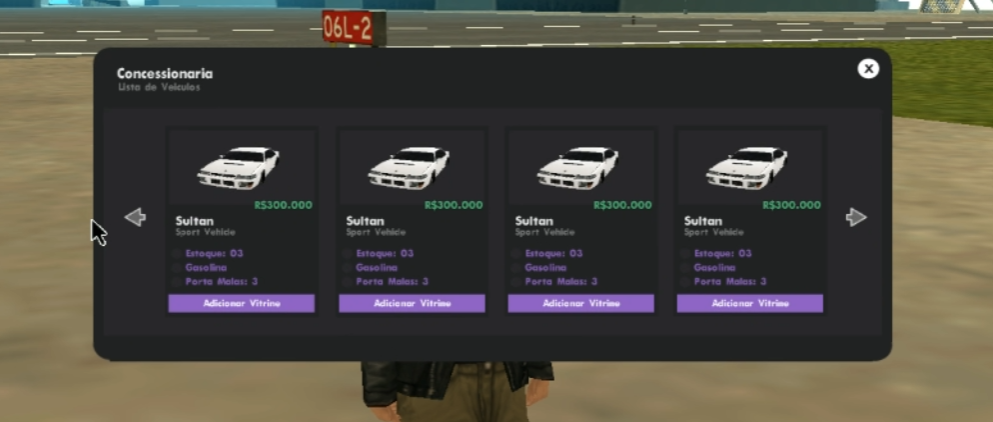 06L-2
Concessionaria
Lista de Veiculos
X
R$300.000
Sultan
Sport Vehicle
Estoque: 03
Gasolina
Porta Malas: 3
Adicionar Vitrine
R$300.000
Sultan
Sport Vehicle
Estoque: 03
Gasolina
Porta Malas: 3
Adicionar Vitrine
R$300.000
Sultan
Sport Vehicle
Estoque: 03
Gasolina
Porta Malas: 3
Adicionar Vitrine
R$300.000
Sultan
Sport Vehicle
Estoque: 03
Gasolina
Porta Malas: 3
Adicionar Vitrine